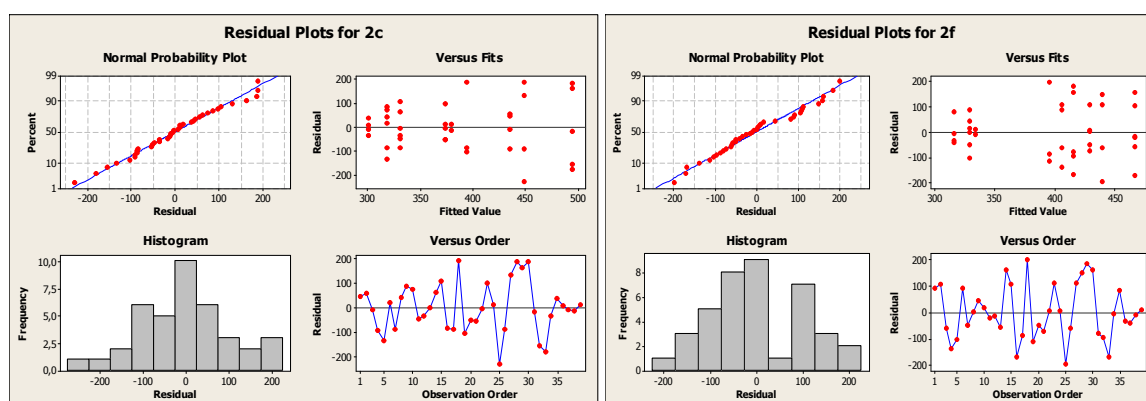 Residual Plots for 2c
Normal Probability Plot
Versus Fits
99
90
50
10
1
Percent
-200 -100 0 100 200
Residual
200
100
0
-100
-200
Residual
300 350 400 450 500
Fitted Value
Histogram
Versus Order
10,0
7,5
5,0
2,5
0,0
Frequency
-200 -100 0 100 200
Residual
200
100
0
-100
-200
Residual
1 5 10 15 20 25 30 35
Observation Order
Residual Plots for 2f
Normal Probability Plot
Versus Fits
99
90
50
10
1
Percent
-200 -100 0 100 200
Residual
200
100
0
-100
-200
Residual
300 350 400 450
Fitted Value
Histogram
Versus Order
8
6
4
2
0
Frequency
-200 -100 0 100 200
Residual
200
100
0
-100
-200
Residual
1 5 10 15 20 25 30 35
Observation Order